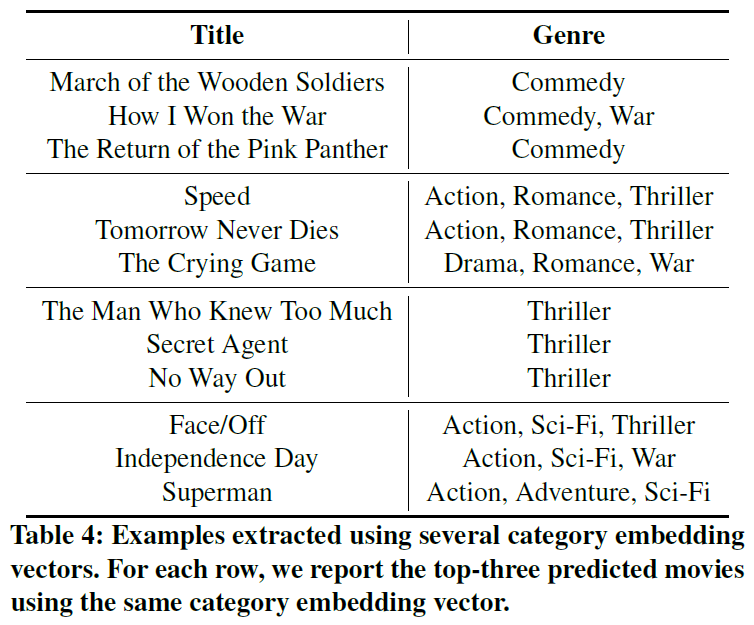 Title Genre
March of the Wooden Soldiers Commedy
How I Won the War Commedy, War
The Return of the Pink Panther Commedy
Speed Action, Romance, Thriller
Tomorrow Never Dies Action, Romance, Thriller
The Crying Game Drama, Romance, War
The Man Who Knew Too Much Thriller
Secret Agent Thriller
No Way Out Thriller
Face/Off Action, Sci-Fi, Thriller
Independence Day Action, Sci-Fi, War
Superman Action, Adventure, Sci-Fi
Table 4: Examples extracted using several category embedding
vectors. For each row, we report the top-three predicted movies
using the same category embedding vector.